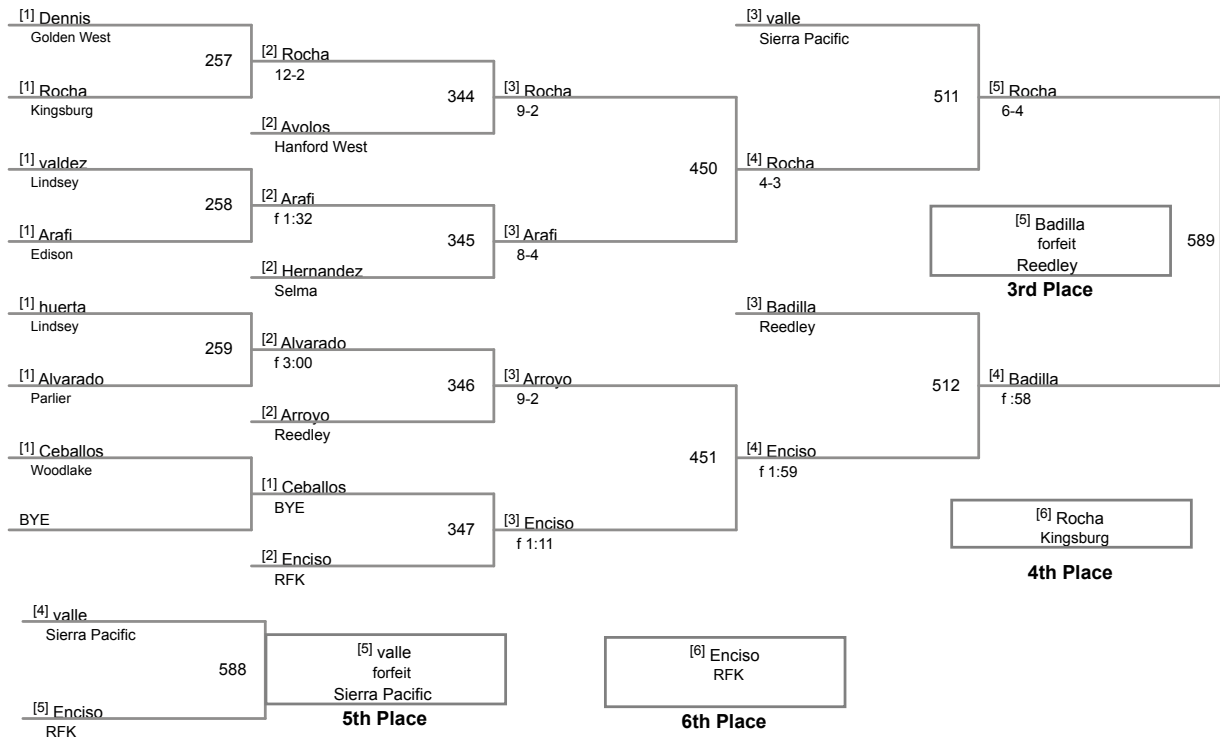 [1] Dennis
Golden West
257
[1] Rocha
Kingsburg
[1] valdez
Lindsey
258
[1] Arafi
Edison
[1] huerta
Lindsey
259
[1] Alvarado
Parlier
[1] Ceballos
Woodlake
BYE
[2] Rocha
12-2
344
[2] Avolos
Hanford West
[2] Arafi
f 1:32
345
[2] Hernandez
Selma
[2] Alvarado
f 3:00
346
[2] Arroyo
Reedley
[1] Ceballos
BYE
347
[2] Enciso
RFK
[3] Rocha
9-2
450
[3] Arafi
8-4
[3] Arroyo
9-2
451
[3] Enciso
f 1:11
[3] valle
Sierra Pacific
511
[4] Rocha
4-3
[3] Badilla
Reedley
512
[4] Enciso
f 1:59
[5] Rocha
6-4
589
[4] Badilla
f :58
[5] Badilla
forfeit
Reedley
3rd Place
[6] Rocha
Kingsburg
4th Place
[4] valle
Sierra Pacific
588
[5] Enciso
RFK
[5] valle
forfeit
Sierra Pacific
5th Place
[6] Enciso
RFK
6th Place